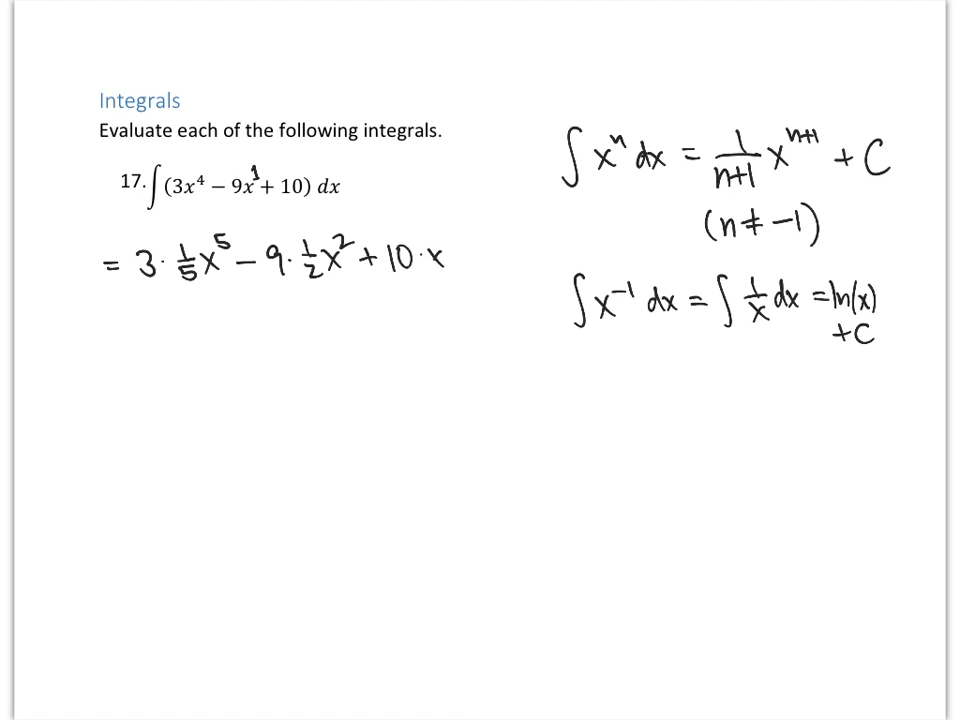 Integrals
Evaluate each of the following integrals.
17. ∫(3x⁴ − 9x¹ + 10) dx
= 3 · 1/5 x⁵ − 9 · 1/2 x² + 10 · x
∫ xⁿ dx = 1/(n+1) xⁿ⁺¹ + C
(n ≠ −1)
∫ x⁻¹ dx = ∫ 1/x dx = ln(x)
+C